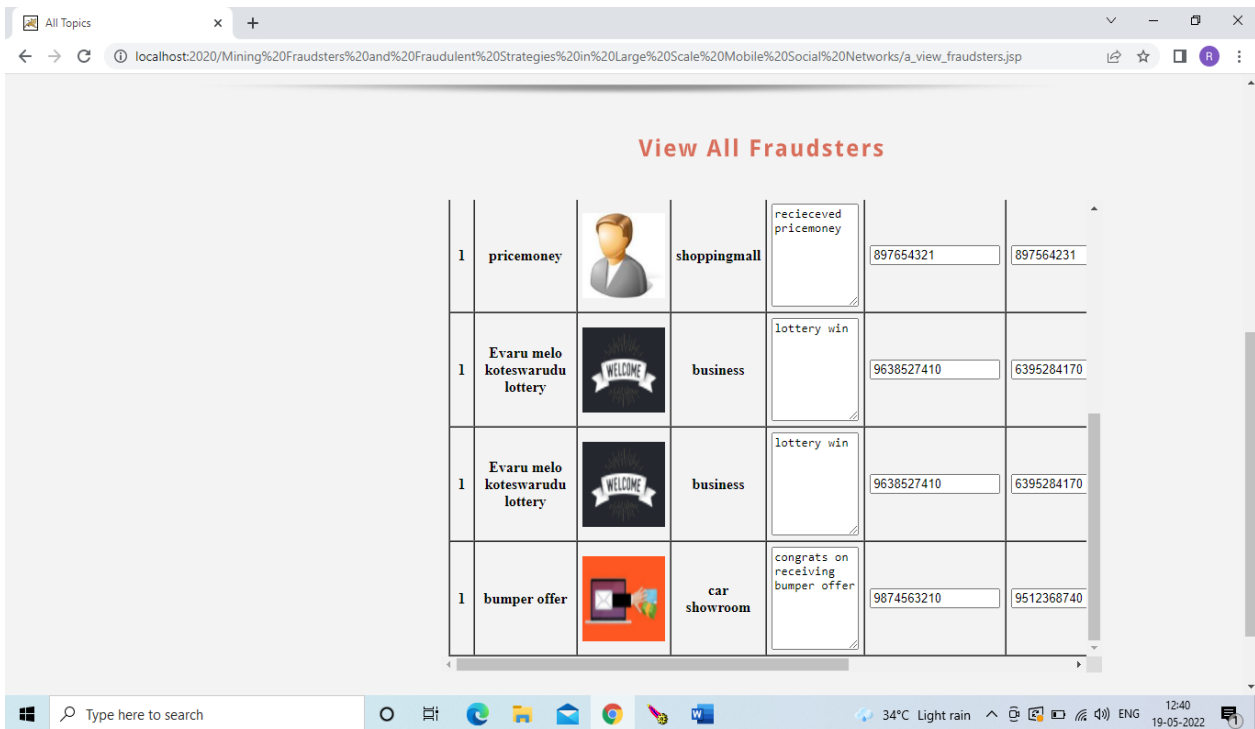 All Topics
localhost:2020/Mining%20Fraudsters%20and%20Fraudulent%20Strategies%20in%20Large%20Scale%20Mobile%20Social%20Networks/a_view_fraudsters.jsp
R
View All Fraudsters
1 pricemoney shoppingmall recieceved 897654321 897564231
pricemoney
1 Evaru melo WELCOME business lottery win 9638527410 6395284170
koteswarudu
lottery
1 Evaru melo WELCOME business lottery win 9638527410 6395284170
koteswarudu
lottery
1 bumper offer car congrats on 9874563210 9512368740
showroom receiving
bumper offer
Type here to search
W
34°C Light rain
ENG
12:40
19-05-2022
1